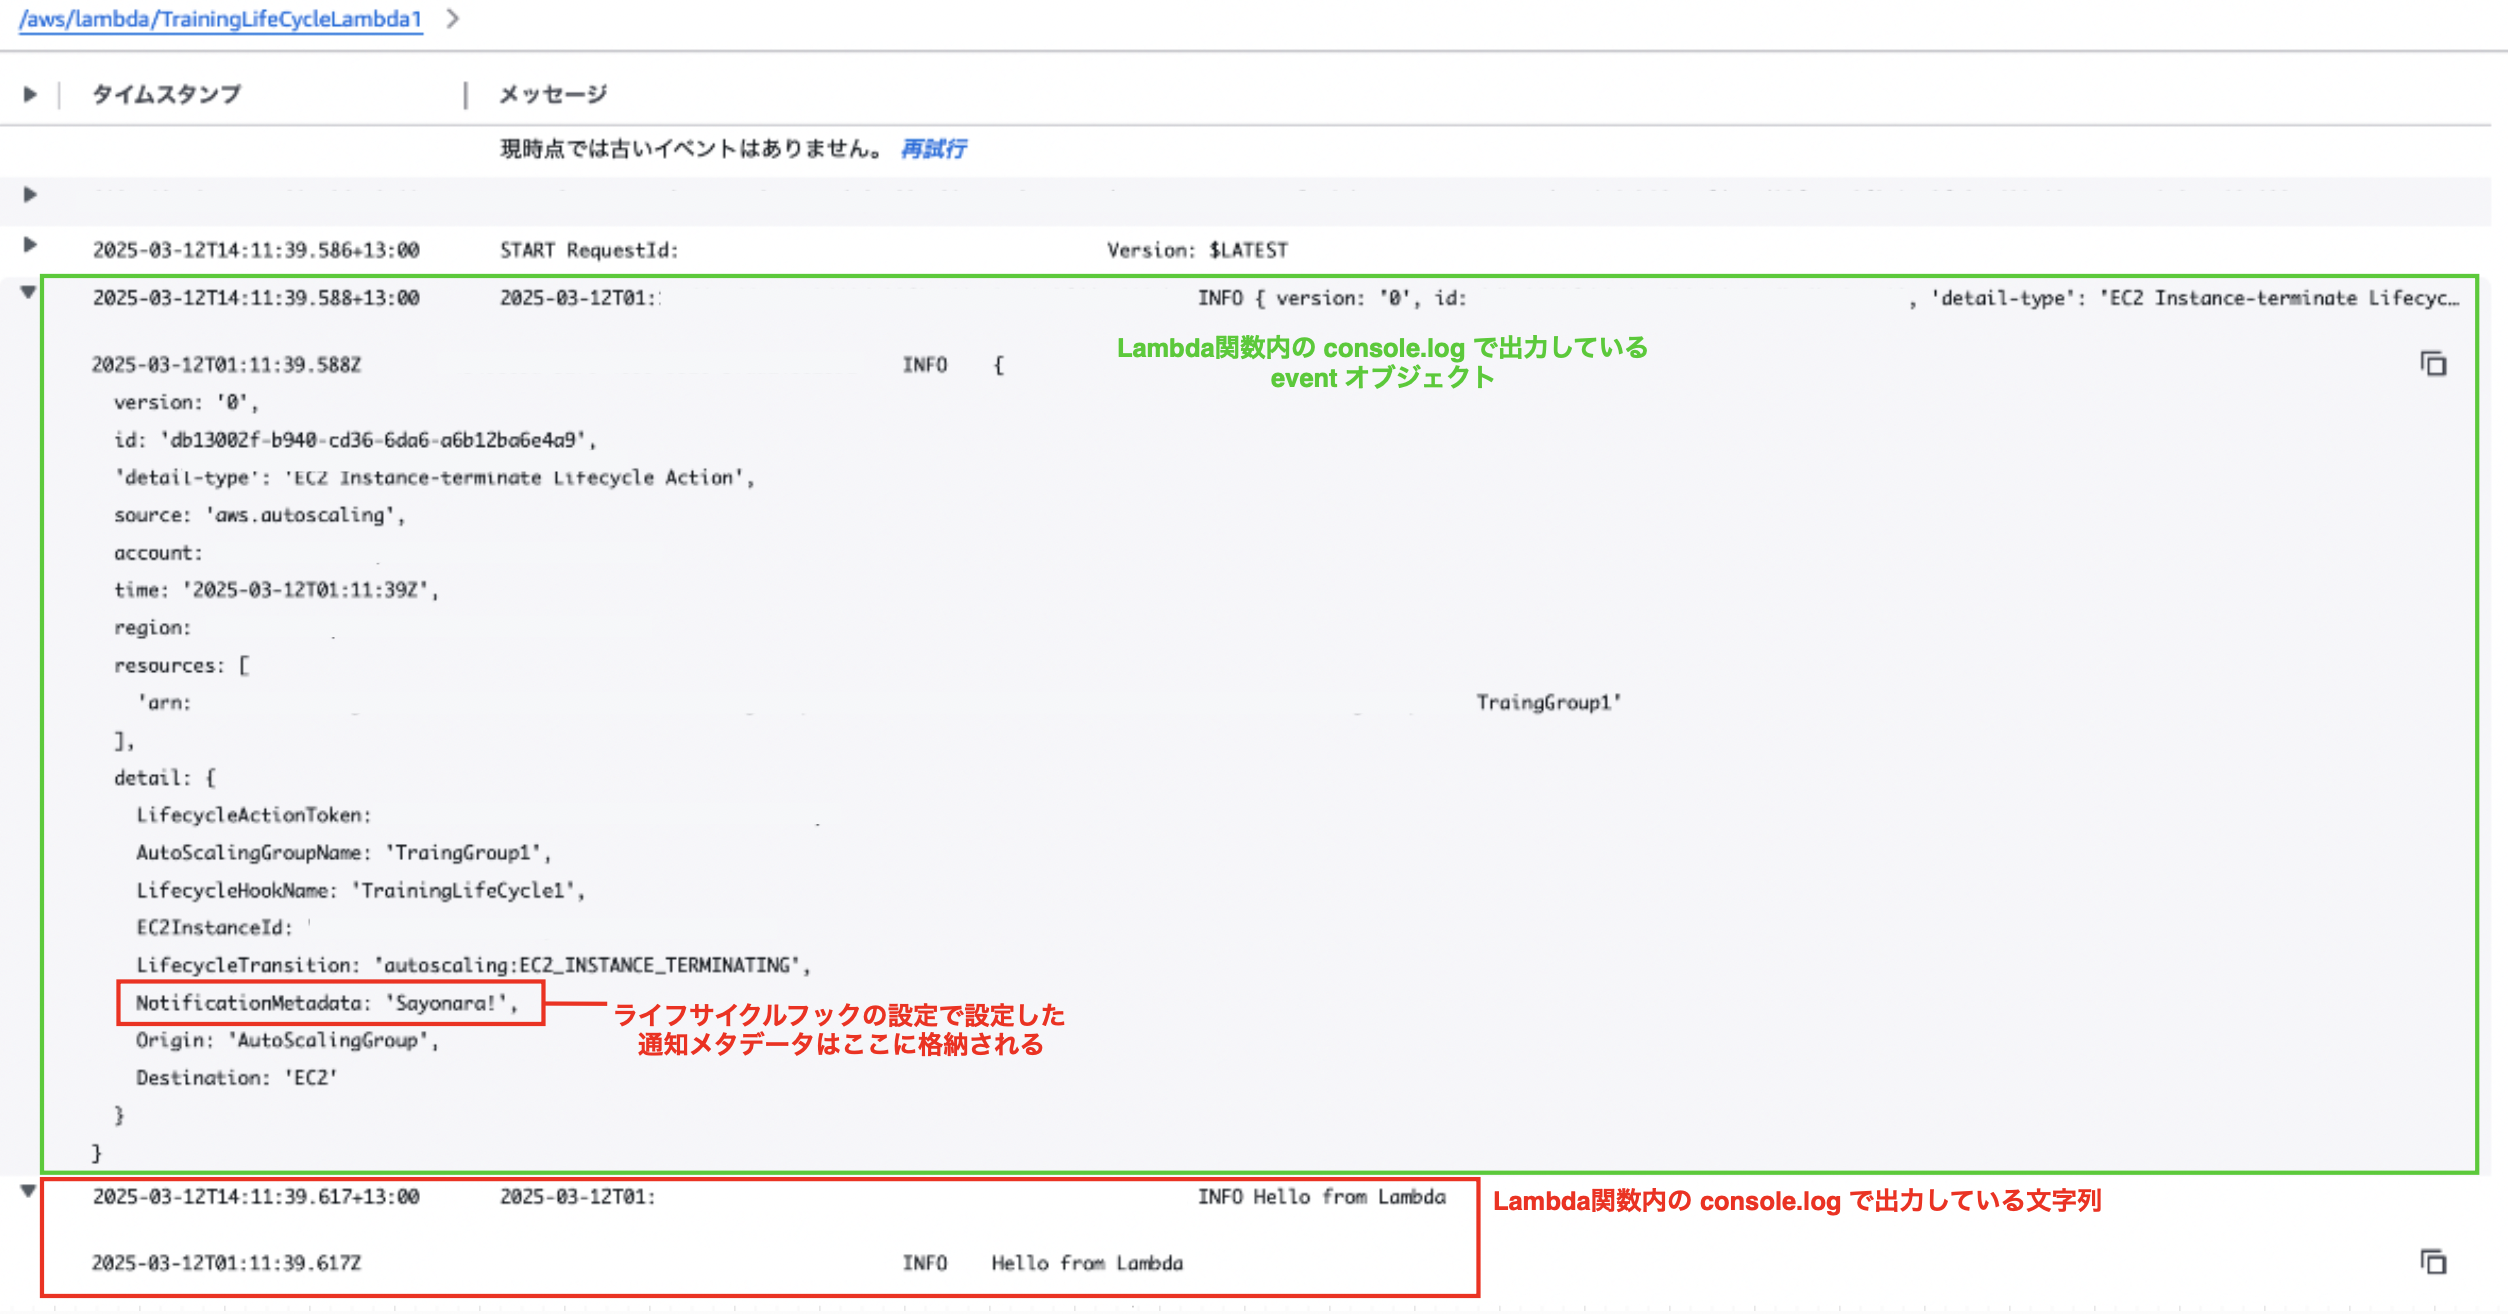 /aws/lambda/TrainingLifeCycleLambda1
タイムスタンプ メッセージ
現時点では古いイベントはありません。 再試行
2025-03-12T14:11:39.586+13:00 START RequestId: Version: $LATEST
2025-03-12T14:11:39.588+13:00 2025-03-12T01: INFO { version: '0', id: , 'detail-type': 'EC2 Instance-terminate Lifecyc…
Lambda関数内の console.log で出力している
event オブジェクト
2025-03-12T01:11:39.588Z INFO {
version: '0',
id: 'db13002f-b940-cd36-6da6-a6b12ba6e4a9',
'detail-type': 'EC2 Instance-terminate Lifecycle Action',
source: 'aws.autoscaling',
account:
time: '2025-03-12T01:11:39Z',
region:
resources: [
'arn: TraingGroup1'
],
detail: {
LifecycleActionToken:
AutoScalingGroupName: 'TraingGroup1',
LifecycleHookName: 'TrainingLifeCycle1',
EC2InstanceId: '
LifecycleTransition: 'autoscaling:EC2_INSTANCE_TERMINATING',
NotificationMetadata: 'Sayonara!',
ライフサイクルフックの設定で設定した
通知メタデータはここに格納される
Origin: 'AutoScalingGroup',
Destination: 'EC2'
}
}
2025-03-12T14:11:39.617+13:00 2025-03-12T01: INFO Hello from Lambda
Lambda関数内の console.log で出力している文字列
2025-03-12T01:11:39.617Z INFO Hello from Lambda